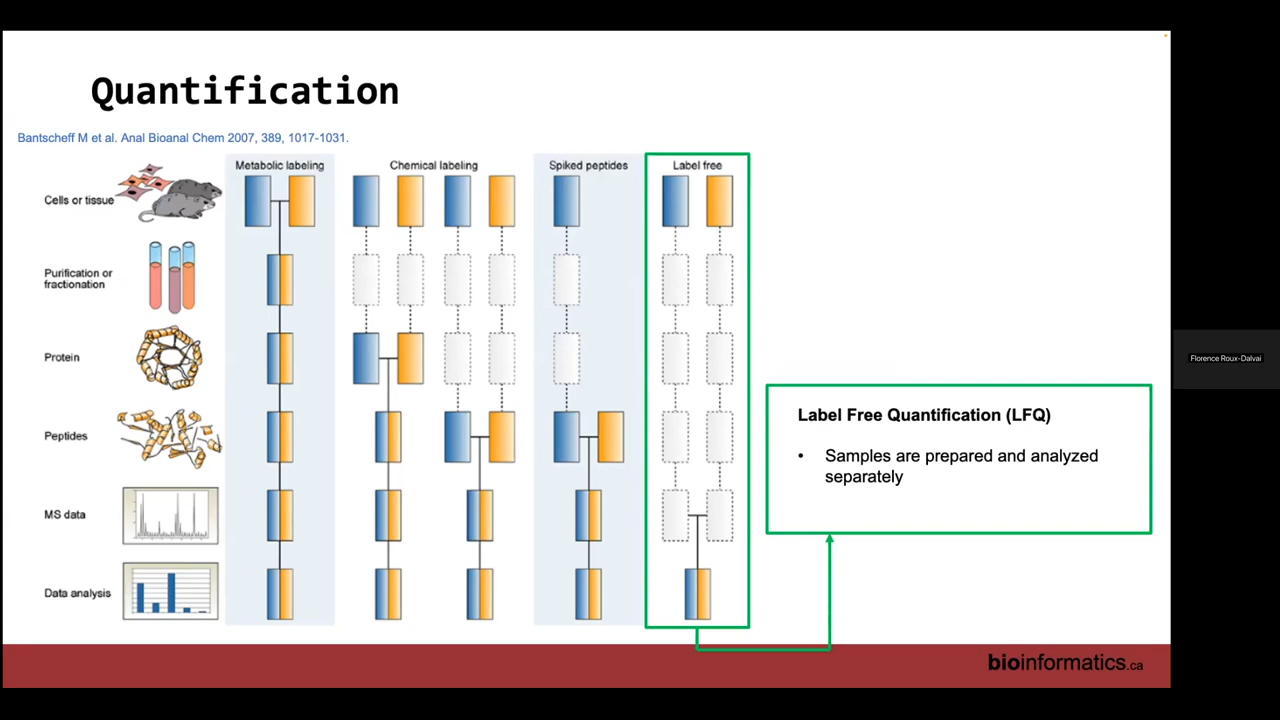 Quantification
Bantscheff M et al. Anal Bioanal Chem 2007, 389, 1017-1031.
Metabolic labeling
Chemical labeling
Spiked peptides
Label free
Cells or tissue
Purification or
fractionation
Protein
Peptides
MS data
Data analysis
Label Free Quantification (LFQ)
• Samples are prepared and analyzed
separately
Florence Roux-Dalvai
bioinformatics.ca